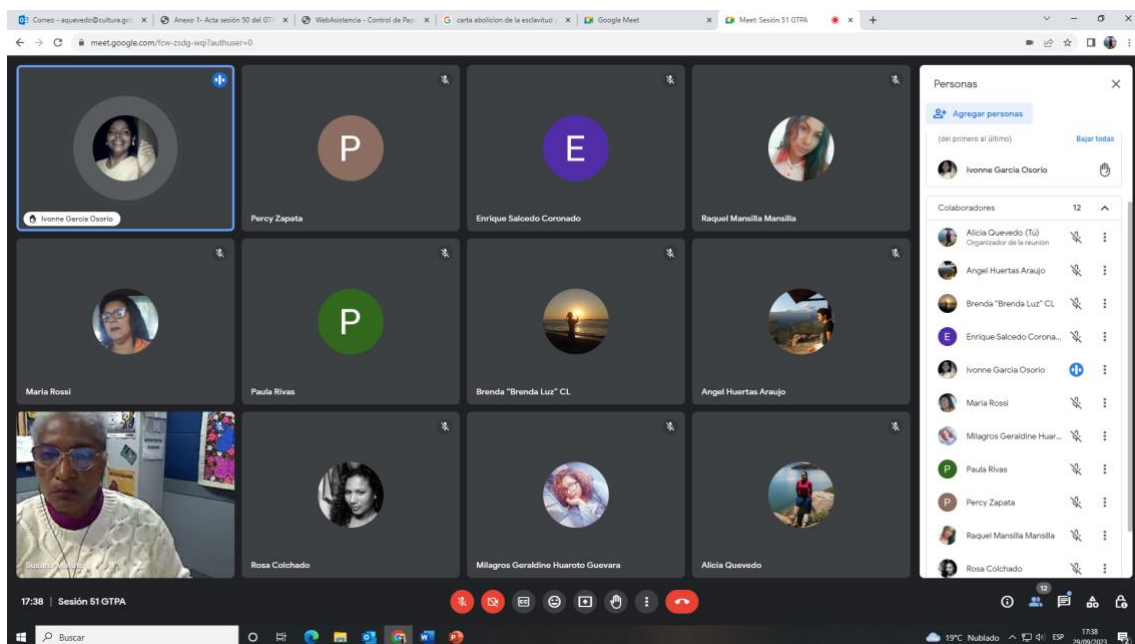 Correo - aquevedo@cultura.go
Anexo 1- Acta sesión 50 del GT
WebAsistencia - Control de Pap
carta abolicion de la esclavitud
Google Meet
Meet: Sesión 51 GTPA
meet.google.com/fcw-zsdg-wqi?authuser=0
Ivonne García Osorio
P
Percy Zapata
E
Enrique Salcedo Coronado
Raquel Mansilla Mansilla
Maria Rossi
P
Paula Rivas
Brenda "Brenda Luz" CL
Angel Huertas Araujo
Susana
Rosa Colchado
Milagros Geraldine Huaroto Guevara
Alicia Quevedo
Personas
Agregar personas
(del primero al último)
Bajar todas
Ivonne García Osorio
Colaboradores 12
Alicia Quevedo (Tú)
Organizador de la reunión
Angel Huertas Araujo
Brenda "Brenda Luz" CL
E
Enrique Salcedo Corona...
Ivonne García Osorio
Maria Rossi
Milagros Geraldine Huar...
P
Paula Rivas
P
Percy Zapata
Raquel Mansilla Mansilla
Rosa Colchado
17:38 | Sesión 51 GTPA
12
Buscar
19°C Nublado
ESP
17:38
29/09/2023